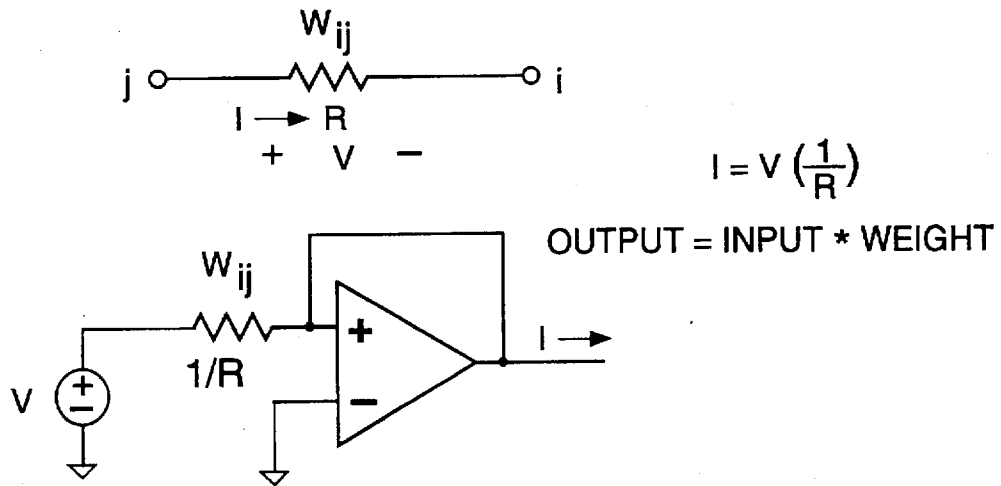 Wij
j
i
I → R
+ V −
I = V (1/R)
OUTPUT = INPUT * WEIGHT
Wij
+
I →
1/R
V
+
−
−